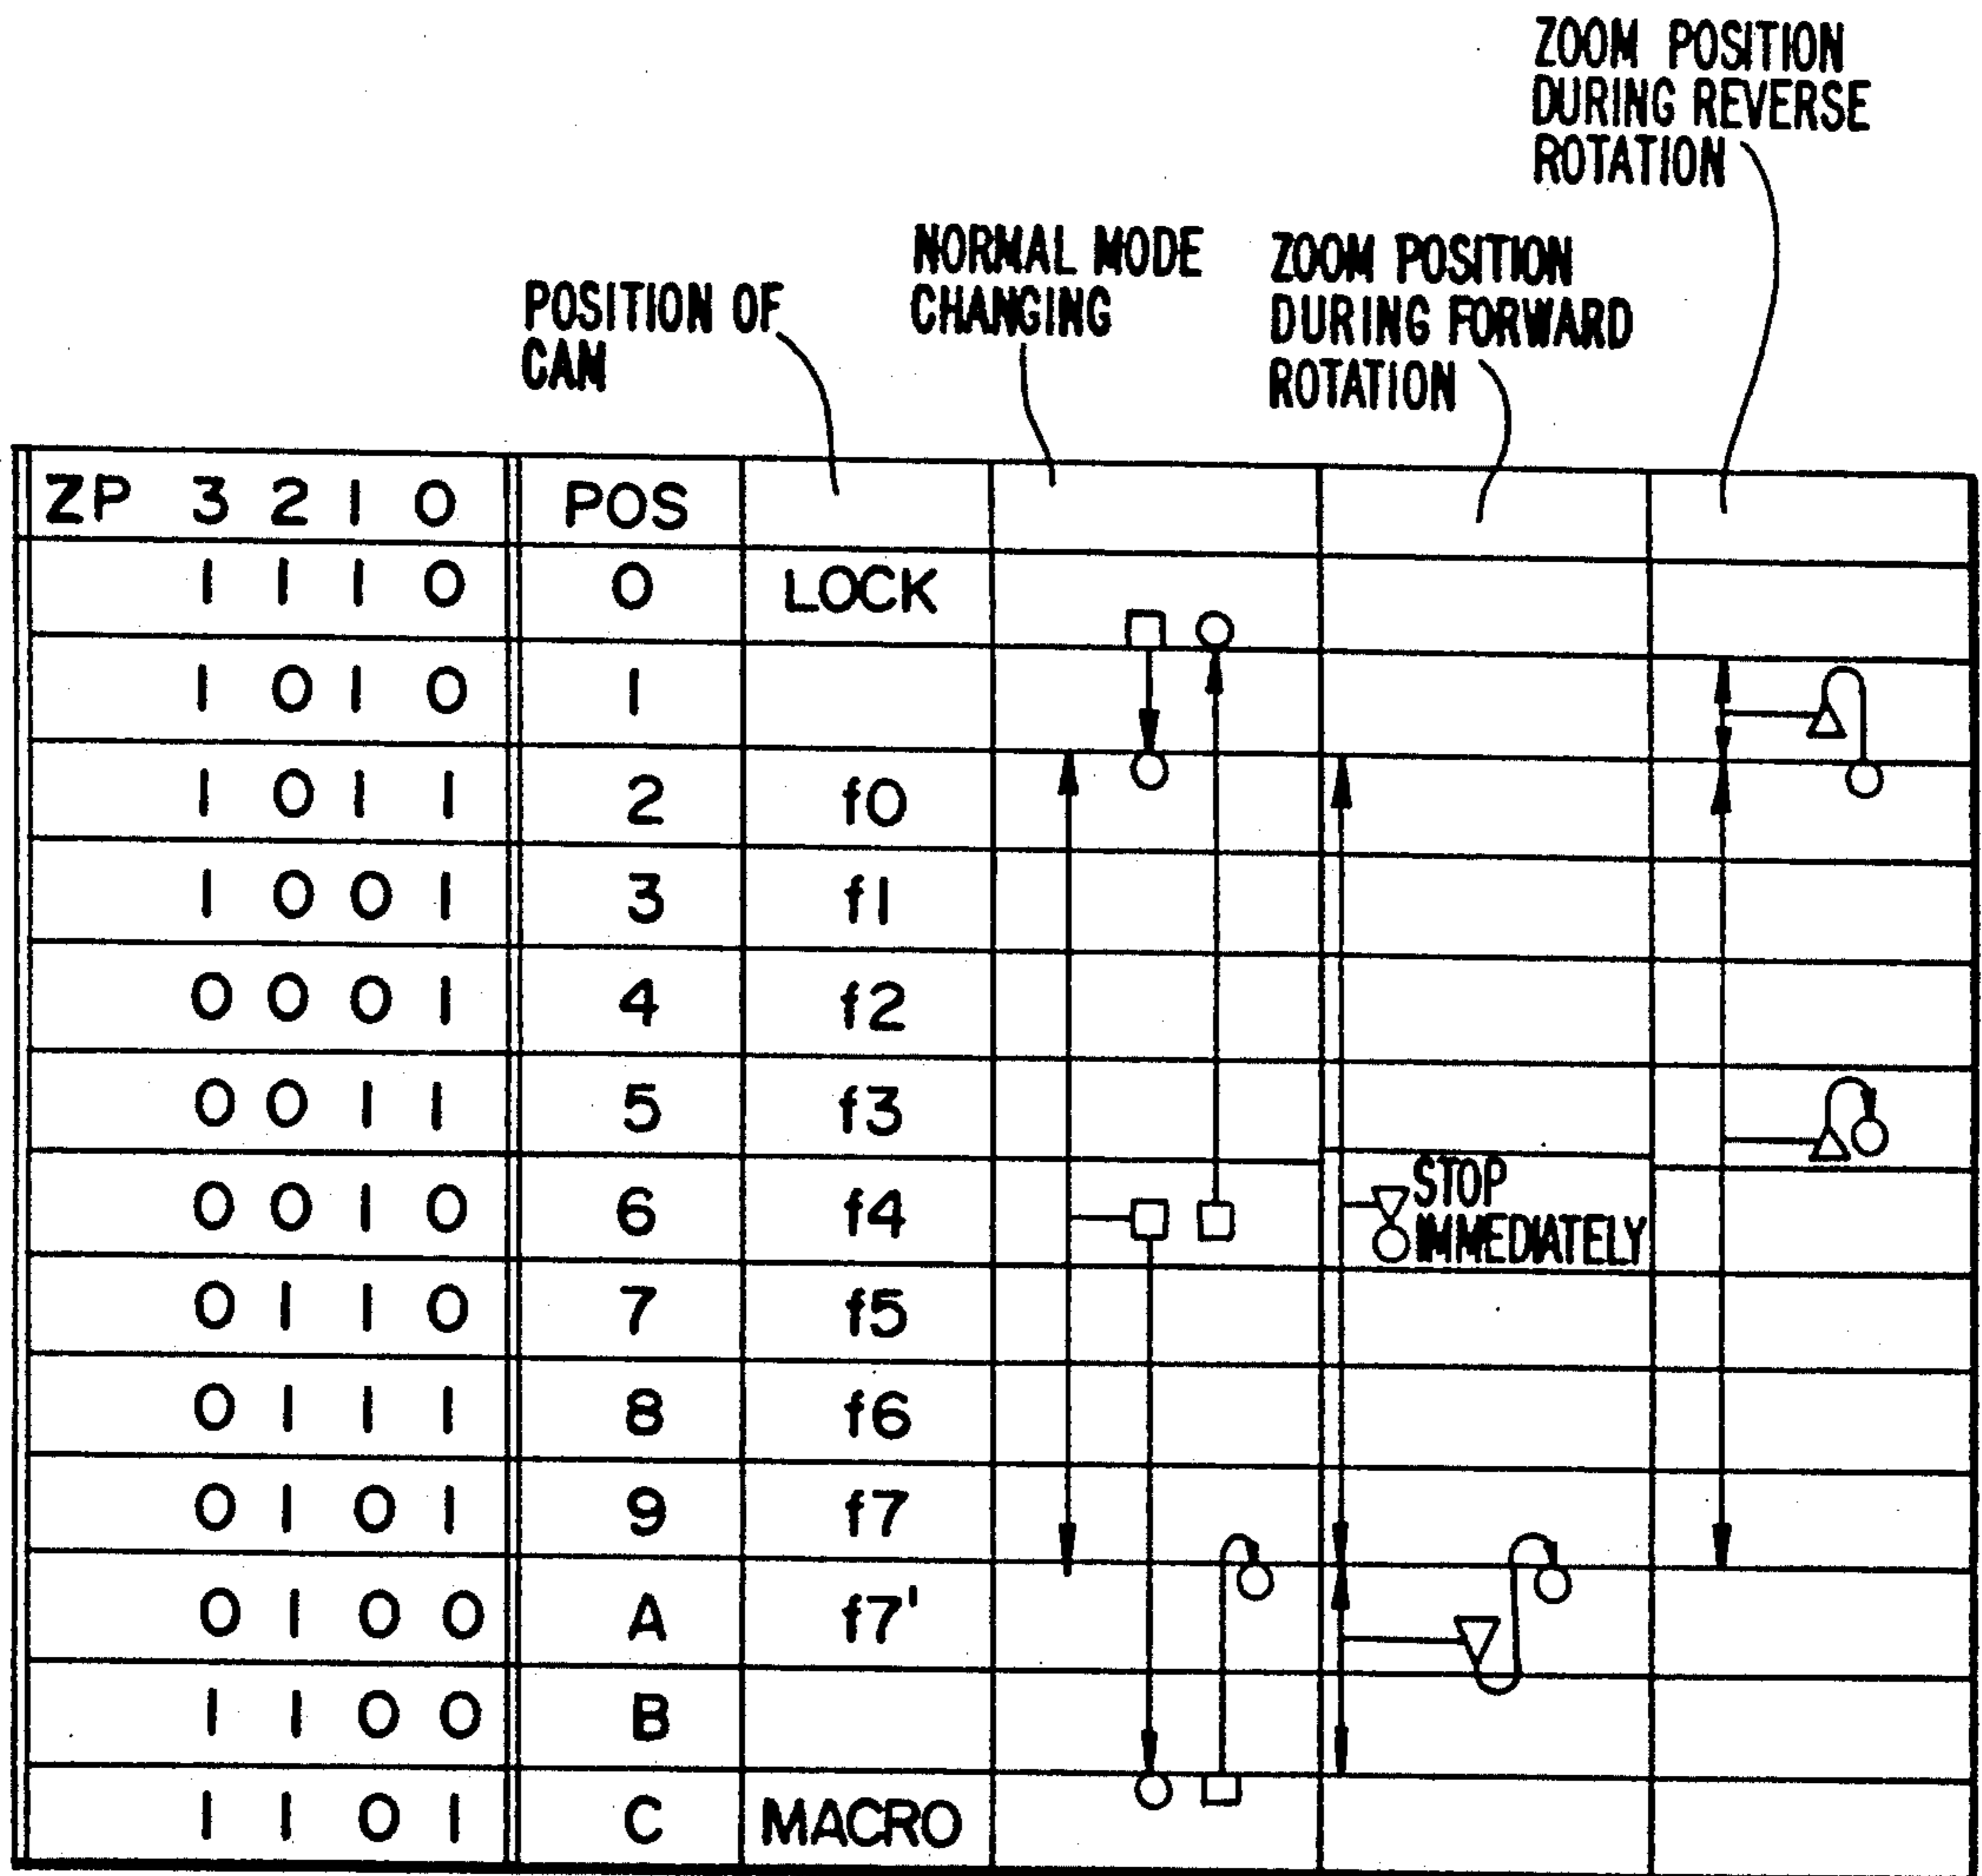 ZOOM POSITION
DURING REVERSE
ROTATION
NORMAL MODE
CHANGING
ZOOM POSITION
DURING FORWARD
ROTATION
POSITION OF
CAM
ZP 3 2 1 0 POS
1 1 1 0 0 LOCK
1 0 1 0 1
1 0 1 1 2 f0
1 0 0 1 3 f1
0 0 0 1 4 f2
0 0 1 1 5 f3
0 0 1 0 6 f4 STOP
IMMEDIATELY
0 1 1 0 7 f5
0 1 1 1 8 f6
0 1 0 1 9 f7
0 1 0 0 A f7'
1 1 0 0 B
1 1 0 1 C MACRO